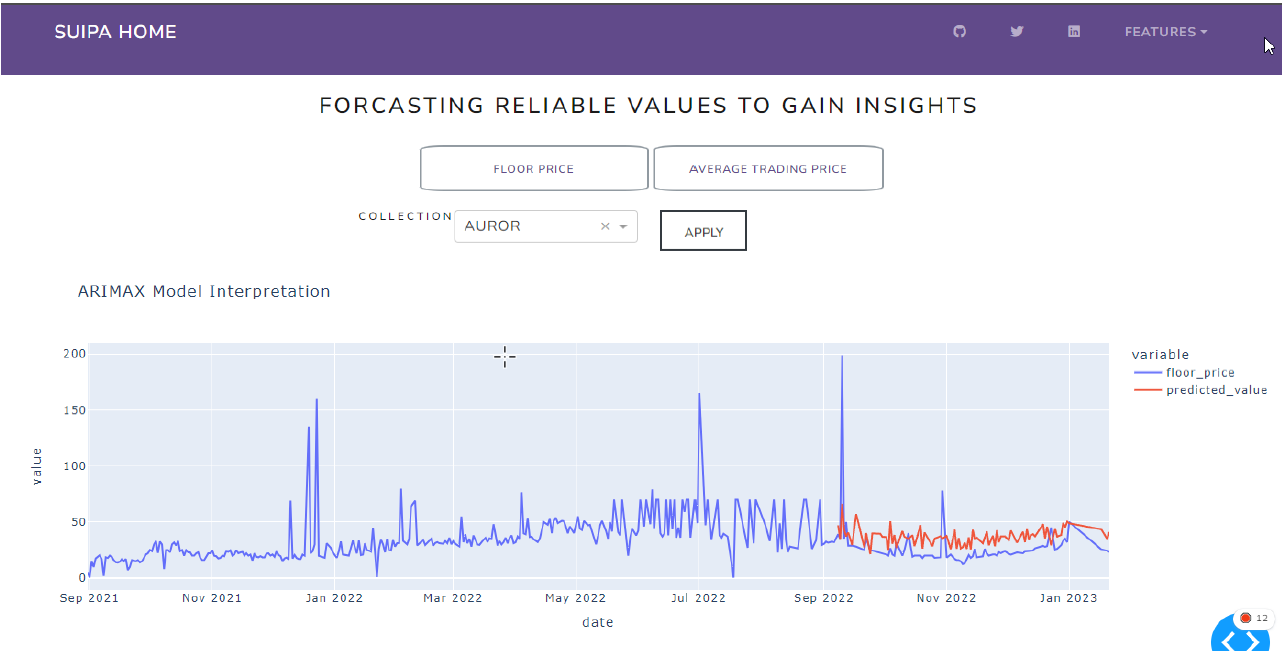 SUIPA HOME
FEATURES
FORCASTING RELIABLE VALUES TO GAIN INSIGHTS
FLOOR PRICE
AVERAGE TRADING PRICE
COLLECTION
AUROR
×
APPLY
ARIMAX Model Interpretation
variable
floor_price
predicted_value
200
150
100
50
0
value
Sep 2021
Nov 2021
Jan 2022
Mar 2022
May 2022
Jul 2022
Sep 2022
Nov 2022
Jan 2023
date
12